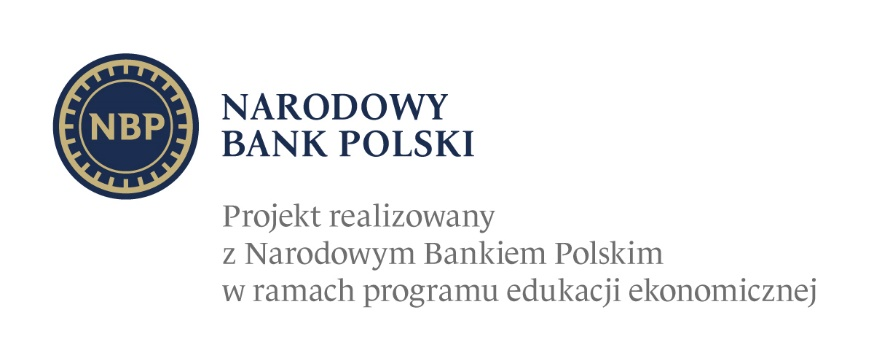 NBP
NARODOWY
BANK POLSKI
Projekt realizowany
z Narodowym Bankiem Polskim
w ramach programu edukacji ekonomicznej